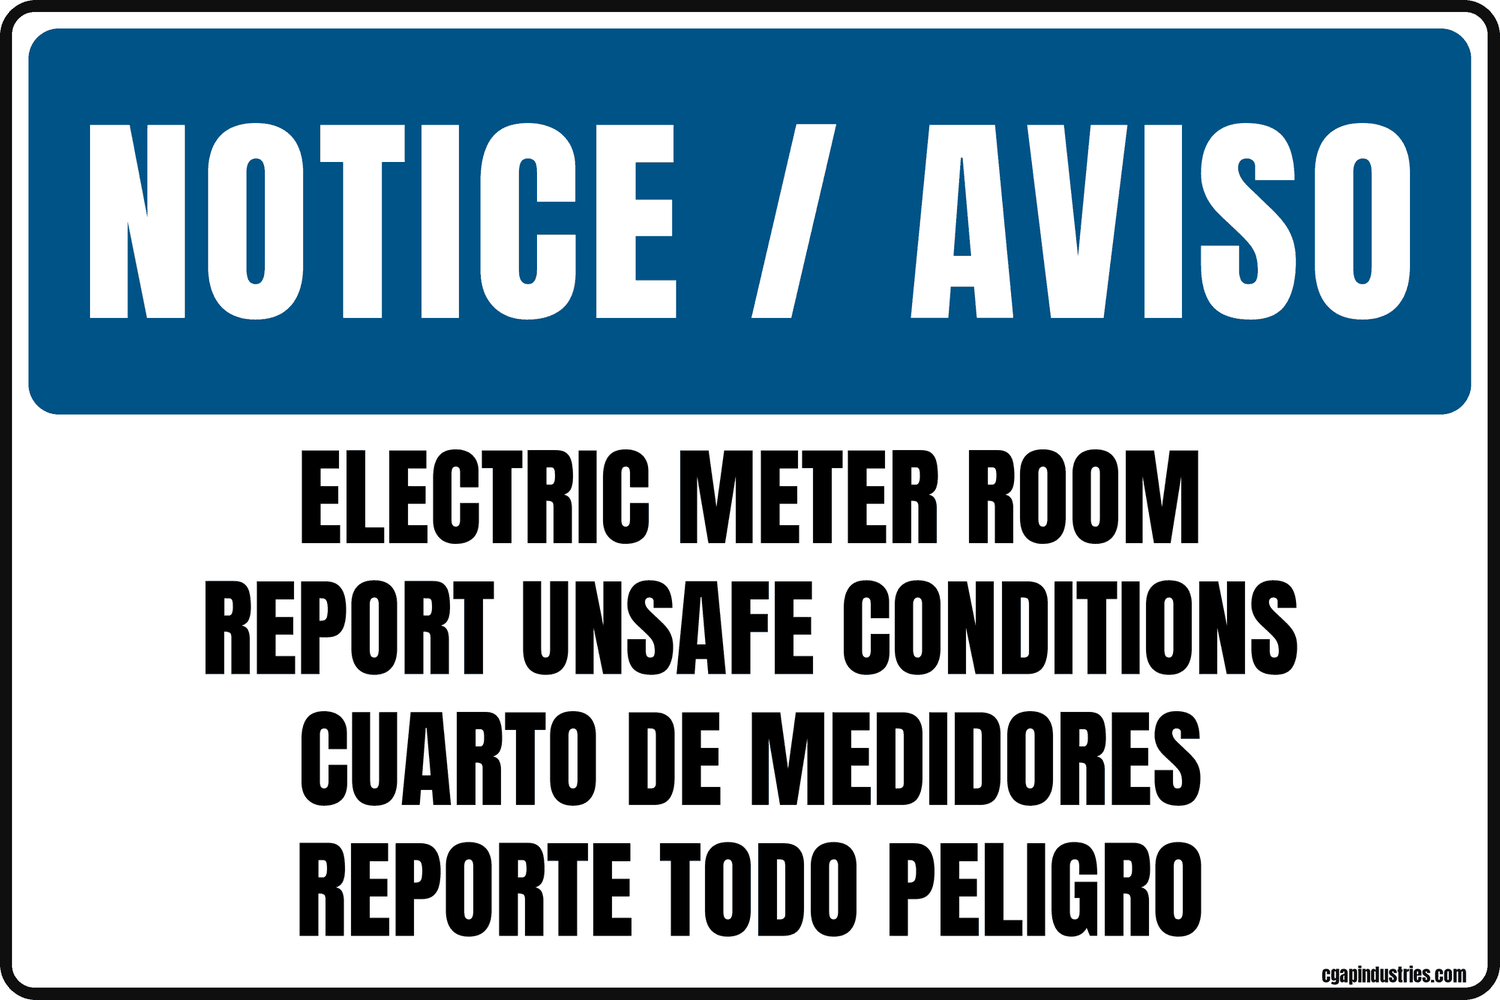 NOTICE / AVISO
ELECTRIC METER ROOM
REPORT UNSAFE CONDITIONS
CUARTO DE MEDIDORES
REPORTE TODO PELIGRO
cgapindustries.com